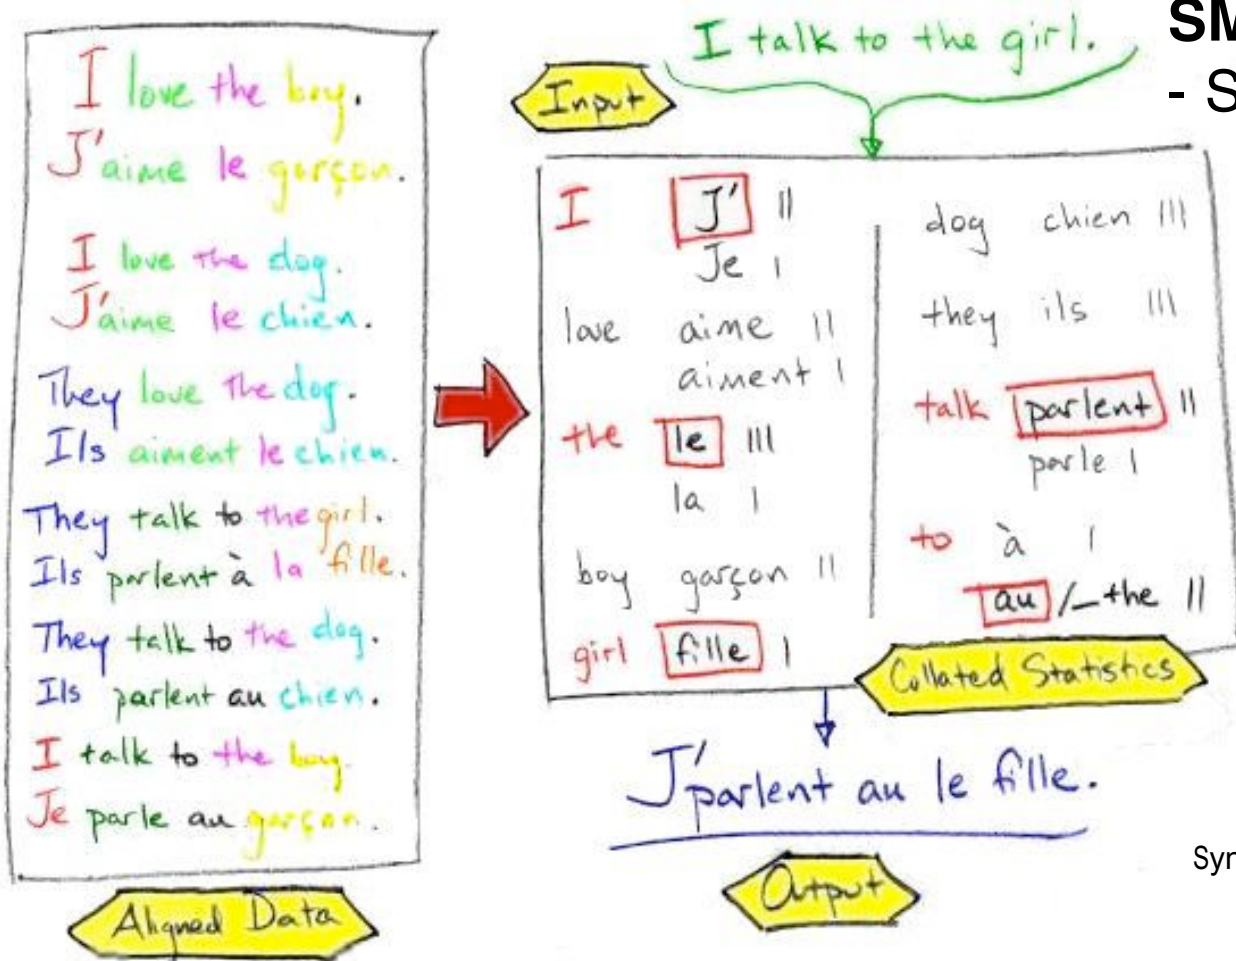 I love the boy.
J'aime le garçon.
I love the dog.
J'aime le chien.
They love the dog.
Ils aiment le chien.
They talk to the girl.
Ils parlent à la fille.
They talk to the dog.
Ils parlent au chien.
I talk to the boy.
Je parle au garçon.
Aligned Data
I talk to the girl.
Input
I J' ||
Je |
love aime ||
aiment |
the le |||
la |
boy garçon ||
girl fille |
dog chien |||
they ils |||
talk parlent ||
parle |
to à |
au /_ the ||
Collated Statistics
J'parlent au le fille.
Output